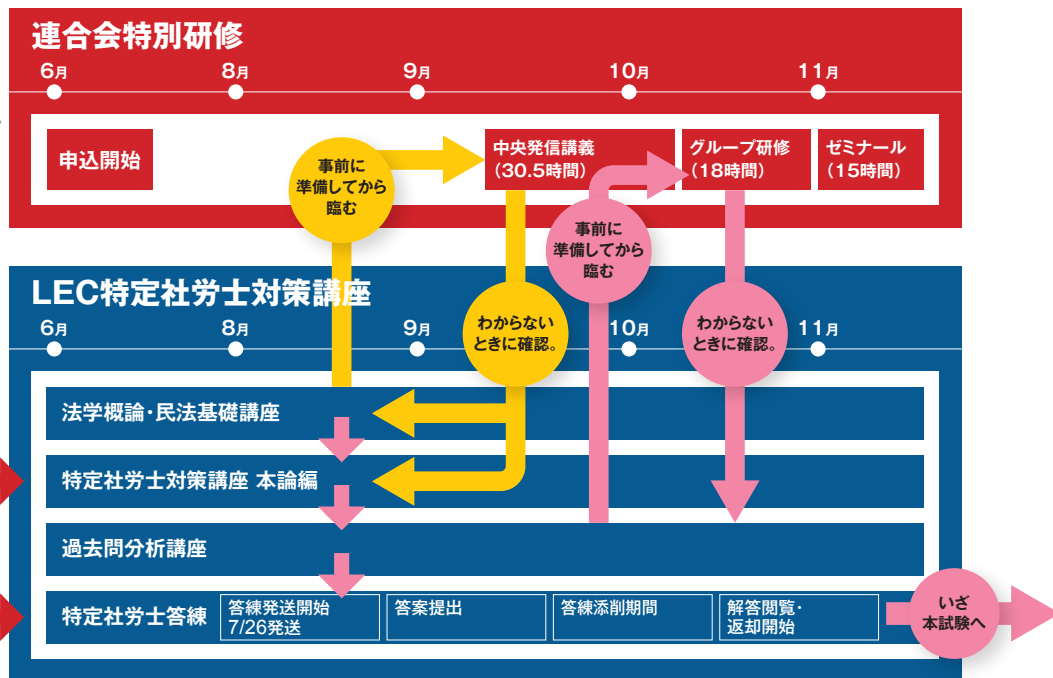 連合会特別研修
6月
8月
9月
10月
11月
申込開始
事前に
準備してから
臨む
中央発信講義
(30.5時間)
グループ研修
(18時間)
ゼミナール
(15時間)
事前に
準備してから
臨む
LEC特定社労士対策講座
6月
8月
9月
10月
11月
わからない
ときに確認。
わからない
ときに確認。
法学概論・民法基礎講座
特定社労士対策講座 本論編
過去問分析講座
特定社労士答練
答練発送開始
7/26発送
答案提出
答練添削期間
解答閲覧・
返却開始
いざ
本試験へ